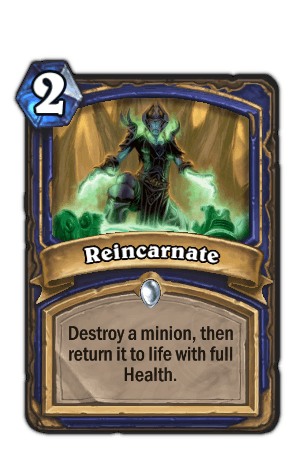 2
Reincarnate
Destroy a minion, then
return it to life with full
Health.